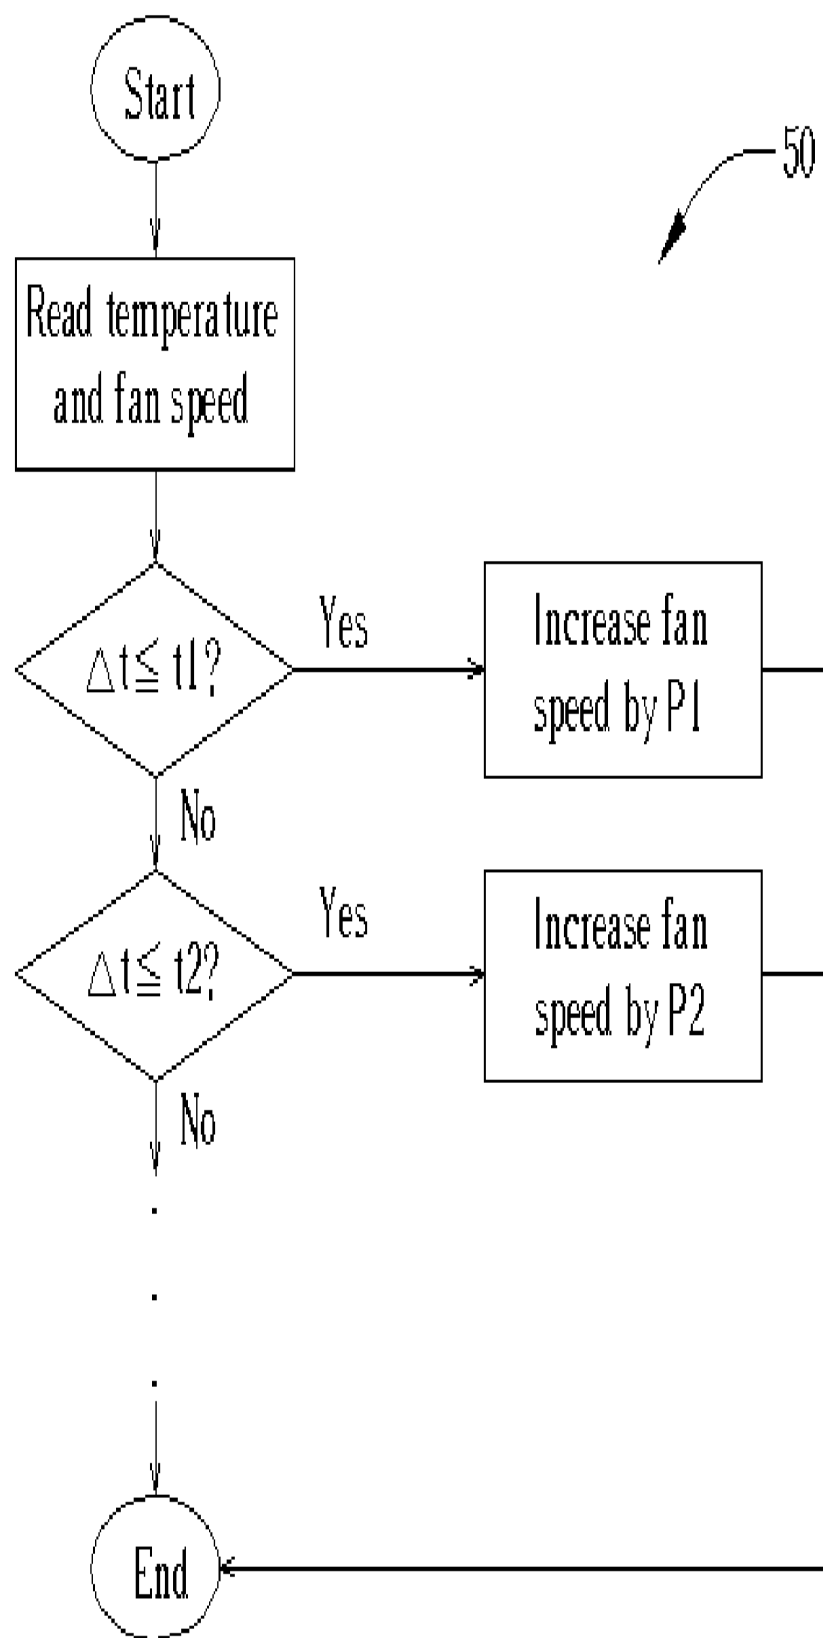 Start
50
Read temperature
and fan speed
△t≦ t1?
Yes
Increase fan
speed by P1
No
△t≦ t2?
Yes
Increase fan
speed by P2
No
.
.
.
End